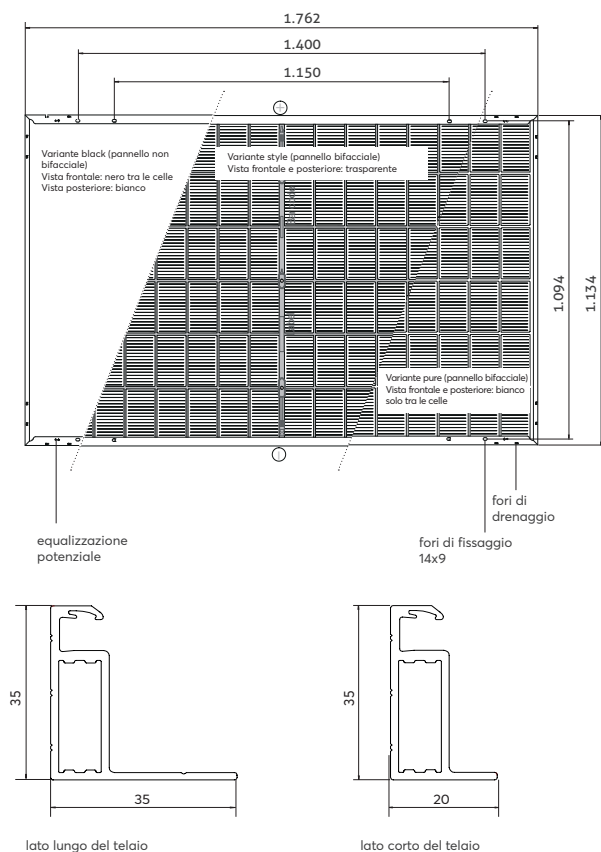 1.762
1.400
1.150
Variante black (pannello non
bifacciale)
Vista frontale: nero tra le celle
Vista posteriore: bianco
Variante style (pannello bifacciale)
Vista frontale e posteriore: trasparente
1.094
1.134
Variante pure (pannello bifacciale)
Vista frontale e posteriore: bianco
solo tra le celle
equalizzazione
potenziale
fori di
drenaggio
fori di fissaggio
14x9
35
35
35
20
lato lungo del telaio
lato corto del telaio